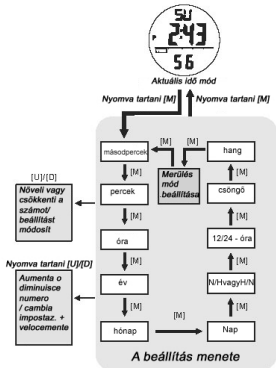 SU
P 2:43
56
Aktuális idő mód
Nyomva tartani [M]
Nyomva tartani [M]
[M]
[M]
másodpercek
hang
Merülés
mód
beállítása
[M]
[M]
[U]/[D]
Növeli vagy
csökkenti a
számot/
beállítást
módosít
percek
csöngő
[M]
[M]
óra
12/24 - óra
[M]
[M]
Nyomva tartani [U]/[D]
Aumenta o
diminuisce
numero
/ cambia
impostaz. +
velocemente
év
N/HvagyH/N
[M]
[M]
[M]
hónap
Nap
A beállítás menete